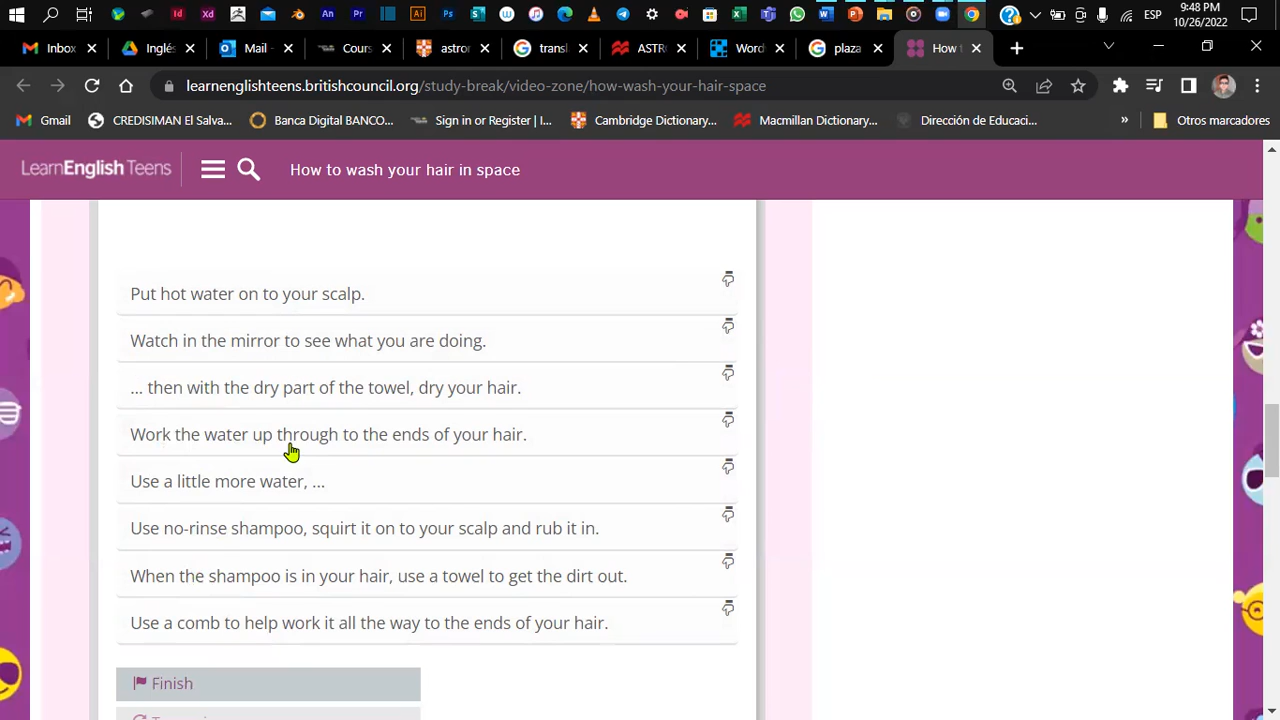 ESP
9:48 PM
10/26/2022
Inbox
Inglés
Mail -
Cours
astror
transl
ASTR
Word
plaza
How t
learnenglishteens.britishcouncil.org/study-break/video-zone/how-wash-your-hair-space
Gmail
CREDISIMAN El Salva...
Banca Digital BANCO...
Sign in or Register | I...
Cambridge Dictionary...
Macmillan Dictionary...
Dirección de Educaci...
»
Otros marcadores
LearnEnglish Teens
How to wash your hair in space
Put hot water on to your scalp.
Watch in the mirror to see what you are doing.
... then with the dry part of the towel, dry your hair.
Work the water up through to the ends of your hair.
Use a little more water, ...
Use no-rinse shampoo, squirt it on to your scalp and rub it in.
When the shampoo is in your hair, use a towel to get the dirt out.
Use a comb to help work it all the way to the ends of your hair.
Finish